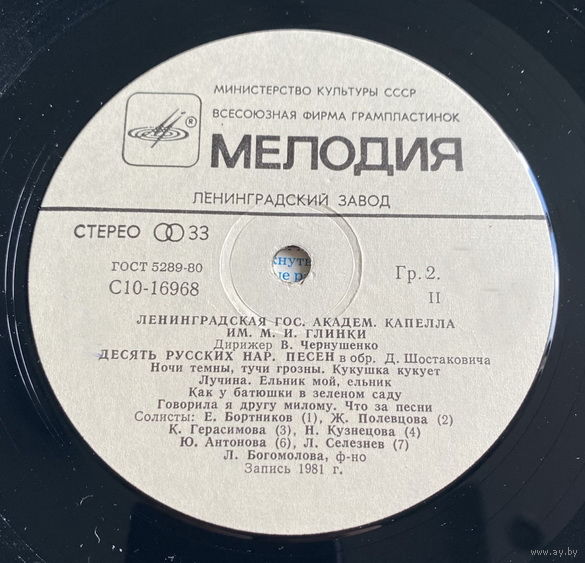 МИНИСТЕРСТВО КУЛЬТУРЫ СССР
ВСЕСОЮЗНАЯ ФИРМА ГРАМПЛАСТИНОК
® МЕЛОДИЯ
ЛЕНИНГРАДСКИЙ ЗАВОД
СТЕРЕО 33
ГОСТ 5289-80
С10-16968
Гр. 2.
II
ЛЕНИНГРАДСКАЯ ГОС. АКАДЕМ. КАПЕЛЛА
ИМ. М. И. ГЛИНКИ
Дирижер В. Чернушенко
ДЕСЯТЬ РУССКИХ НАР. ПЕСЕН в обр. Д. Шостаковича
Ночи темны, тучи грозны. Кукушка кукует
Лучина. Ельник мой, ельник
Как у батюшки в зеленом саду
Говорила я другу милому. Что за песни
Солисты: Е. Бортников (1), Ж. Полевцова (2)
К. Герасимова (3), Н. Кузнецова (4)
Ю. Антонова (6), Л. Селезнев (7)
Л. Богомолова, ф-но
Запись 1981 г.
www.ay.by